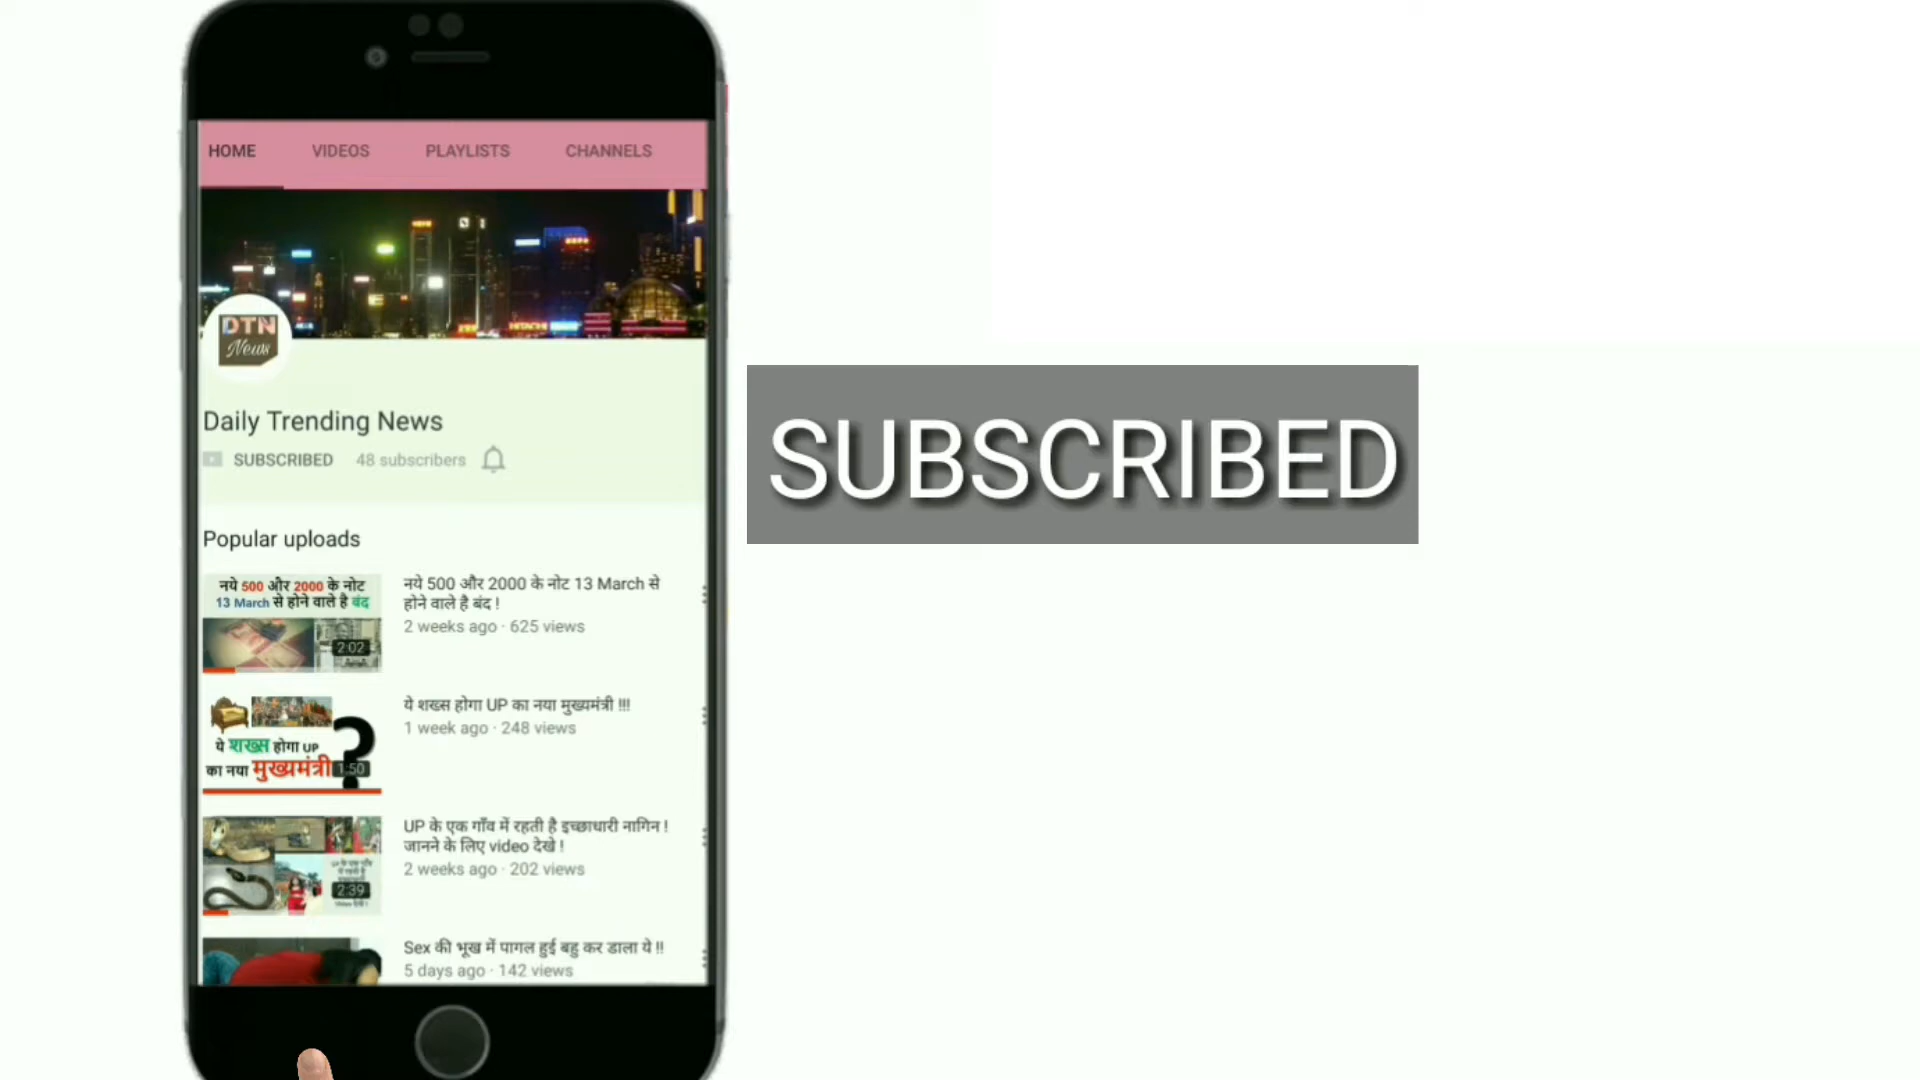 HOME VIDEOS PLAYLISTS CHANNELS
HITACHI
DTN
News
Daily Trending News
SUBSCRIBED 48 subscribers
SUBSCRIBED
Popular uploads
नये 500 और 2000 के नोट
13 March से होने वाले है बंद
2:02
नये 500 और 2000 के नोट 13 March से
होने वाले है बंद !
2 weeks ago · 625 views
ये शख्स होगा UP
का नया मुख्यमंत्री
?
1:50
ये शख्स होगा UP का नया मुख्यमंत्री !!!
1 week ago · 248 views
2:39
UP के एक गाँव में रहती है इच्छाधारी नागिन !
जानने के लिए video देखे !
2 weeks ago · 202 views
Sex की भूख में पागल हुई बहु कर डाला ये !!
5 days ago · 142 views